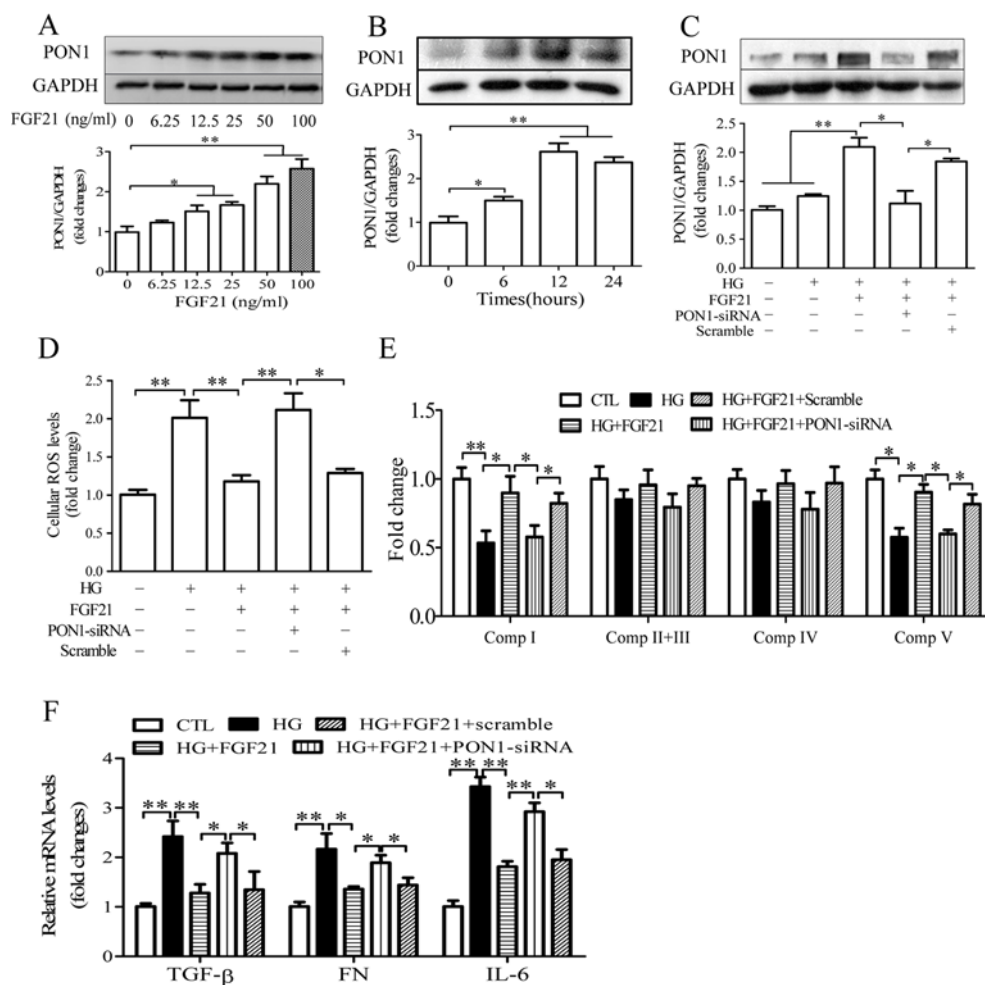 A
PON1
GAPDH
FGF21 (ng/ml)
0 6.25 12.5 25 50 100
**
*
PON1/GAPDH
(fold changes)
3
2
1
0
0 6.25 12.5 25 50 100
FGF21 (ng/ml)
B
PON1
GAPDH
**
*
PON1/GAPDH
(fold changes)
3
2
1
0
0 6 12 24
Times(hours)
C
PON1
GAPDH
** *
*
PON1/GAPDH
(fold changes)
2.5
2.0
1.5
1.0
0.5
0.0
HG − + + + +
FGF21 − − + + +
PON1-siRNA − − − + −
Scramble − − − − +
D
** ** ** *
Cellular ROS levels
(fold change)
2.5
2.0
1.5
1.0
0.5
0.0
HG − + + + +
FGF21 − − + + +
PON1-siRNA − − − + −
Scramble − − − − +
E
CTL HG HG+FGF21+Scramble
HG+FGF21 HG+FGF21+PON1-siRNA
** * * *
* * * *
Fold change
1.5
1.0
0.5
0.0
Comp I Comp II+III Comp IV Comp V
F
CTL HG HG+FGF21+scramble
HG+FGF21 HG+FGF21+PON1-siRNA
** ** * *
** * * *
** ** ** *
Relative mRNA levels
(fold changes)
4
3
2
1
0
TGF-β FN IL-6